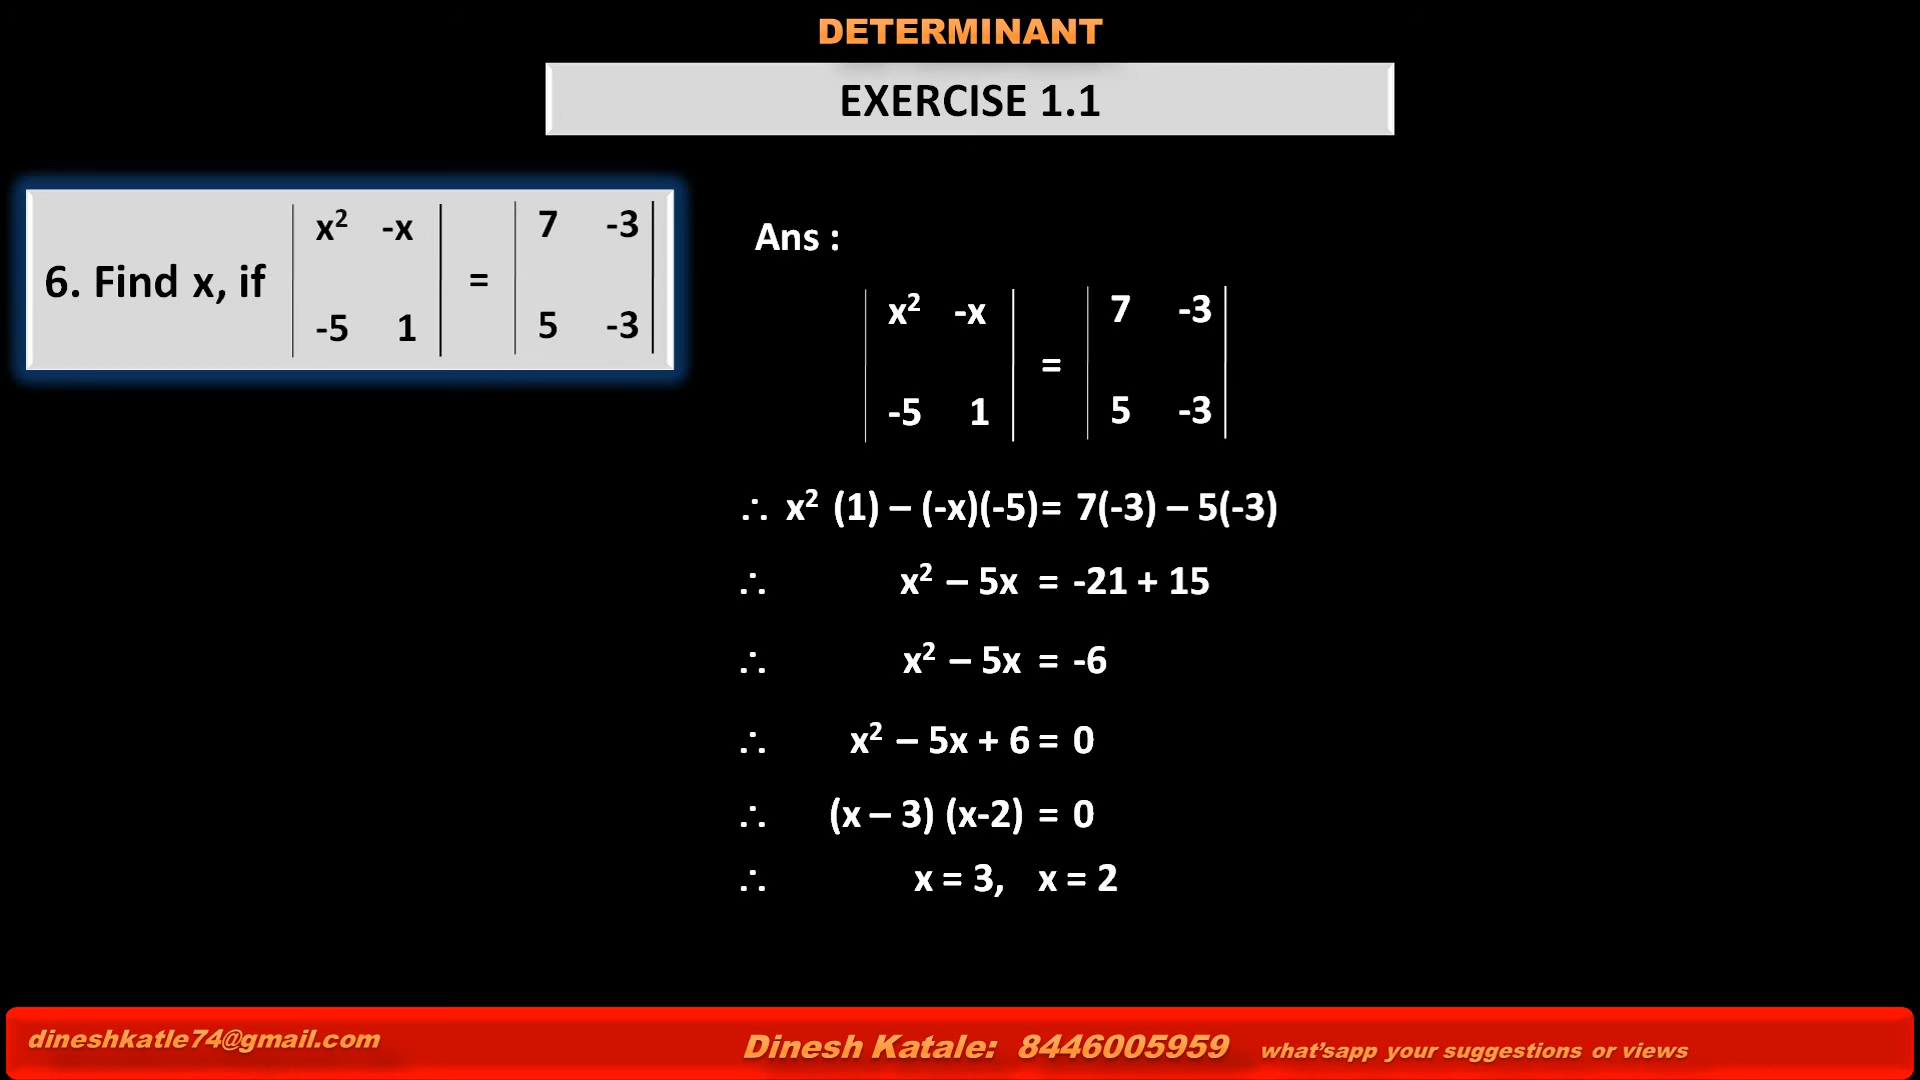 DETERMINANT
EXERCISE 1.1
x² -x 7 -3
6. Find x, if =
-5 1 5 -3
Ans :
x² -x 7 -3
=
-5 1 5 -3
∴ x² (1) – (-x)(-5)= 7(-3) – 5(-3)
∴ x² – 5x = -21 + 15
∴ x² – 5x = -6
∴ x² – 5x + 6 = 0
∴ (x – 3) (x-2) = 0
∴ x = 3, x = 2
dineshkatle74@gmail.com
Dinesh Katale: 8446005959 what'sapp your suggestions or views